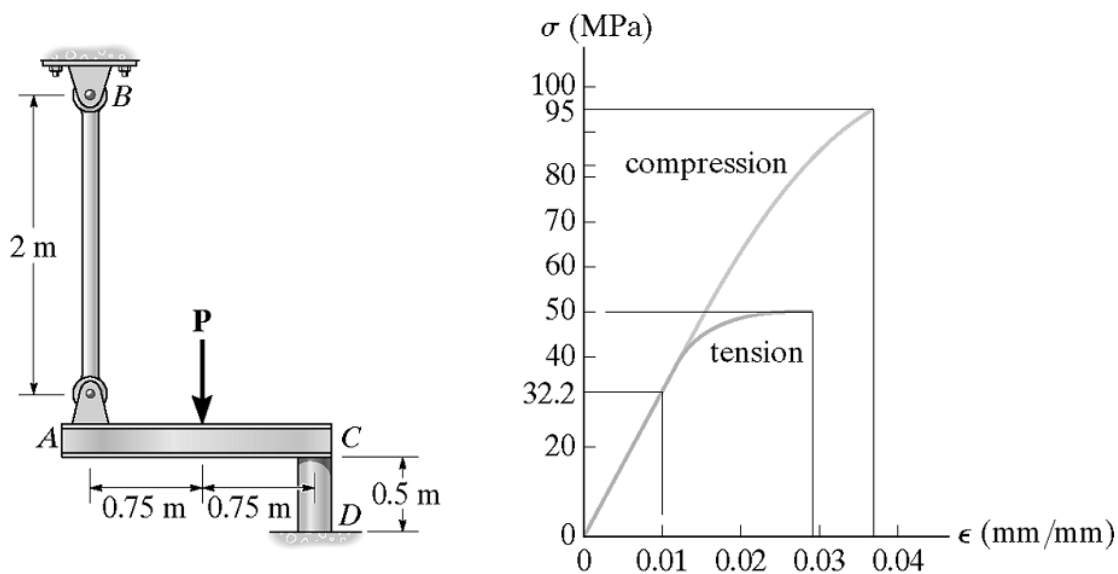 B
2 m
P
A
C
0.75 m 0.75 m
0.5 m
D
σ (MPa)
100
95
80
70
60
50
40
32.2
20
0
compression
tension
0 0.01 0.02 0.03 0.04
ϵ (mm/mm)